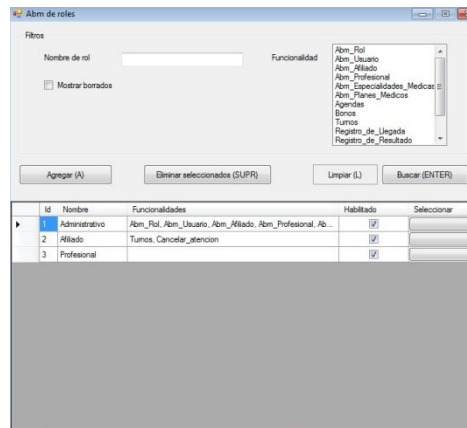 Abm de roles
Filtros
Nombre de rol
Funcionalidad
Abm_Rol
Abm_Usuario
Abm_Afiliado
Abm_Profesional
Abm_Especialidades_Medicas
Abm_Planes_Medicos
Agendas
Bonos
Turnos
Registro_de_Llegada
Registro_de_Resultado
Mostrar borrados
Agregar (A) Eliminar seleccionados (SUPR) Limpiar (L) Buscar (ENTER)
Id Nombre Funcionalidades Habilitado Seleccionar
1 Administrativo Abm_Rol, Abm_Usuario, Abm_Afiliado, Abm_Profesional, Ab...
2 Afiliado Turnos, Cancelar_atencion
3 Profesional